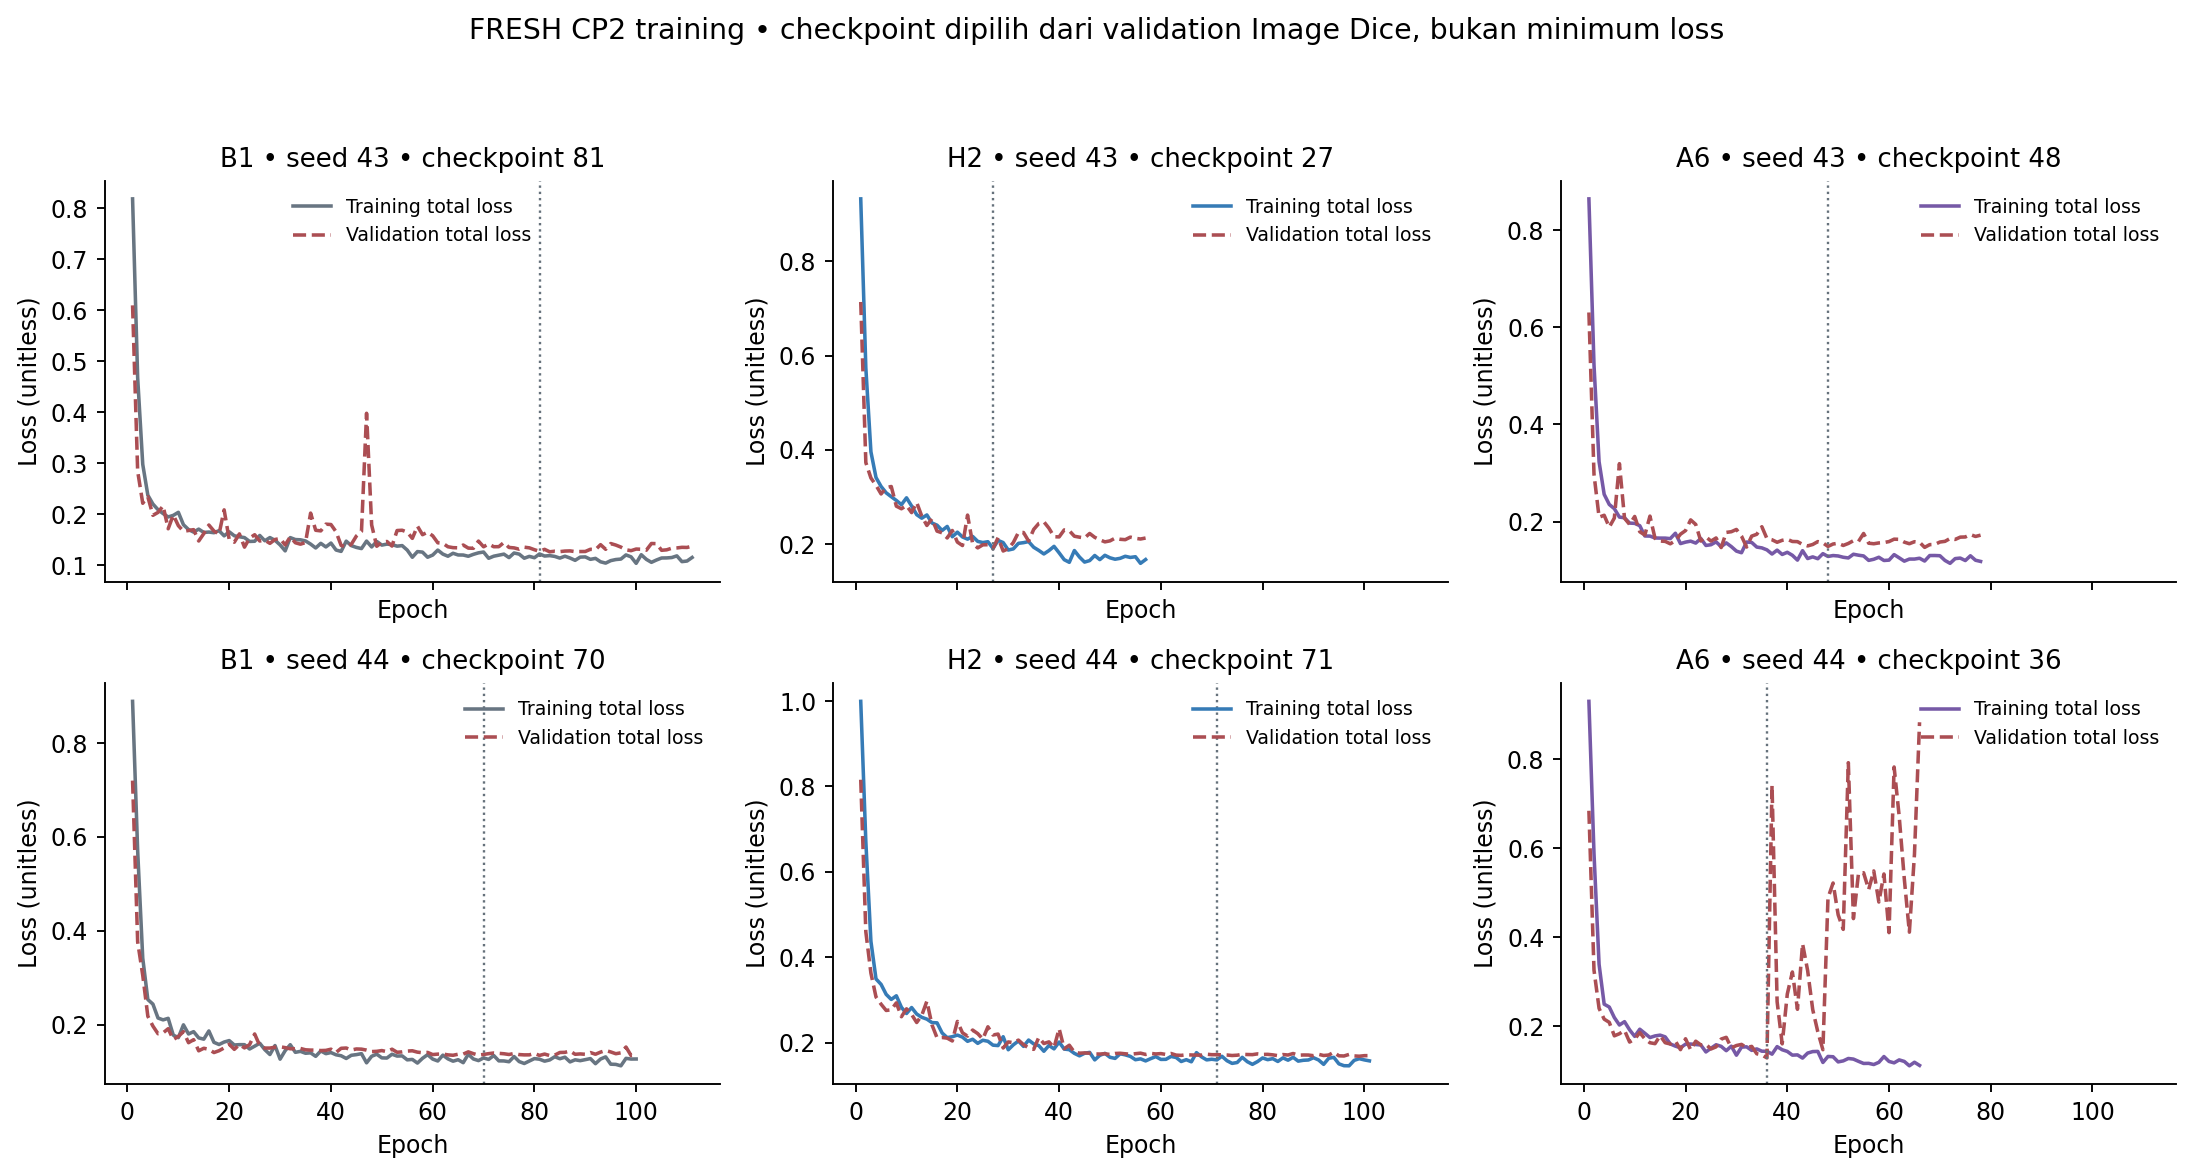 FRESH CP2 training • checkpoint dipilih dari validation Image Dice, bukan minimum loss
B1 • seed 43 • checkpoint 81
Training total loss
Validation total loss
0.8
0.7
0.6
0.5
0.4
0.3
0.2
0.1
Loss (unitless)
Epoch
H2 • seed 43 • checkpoint 27
Training total loss
Validation total loss
0.8
0.6
0.4
0.2
Loss (unitless)
Epoch
A6 • seed 43 • checkpoint 48
Training total loss
Validation total loss
0.8
0.6
0.4
0.2
Loss (unitless)
Epoch
B1 • seed 44 • checkpoint 70
Training total loss
Validation total loss
0.8
0.6
0.4
0.2
Loss (unitless)
0 20 40 60 80 100
Epoch
H2 • seed 44 • checkpoint 71
Training total loss
Validation total loss
1.0
0.8
0.6
0.4
0.2
Loss (unitless)
0 20 40 60 80 100
Epoch
A6 • seed 44 • checkpoint 36
Training total loss
Validation total loss
0.8
0.6
0.4
0.2
Loss (unitless)
0 20 40 60 80 100
Epoch